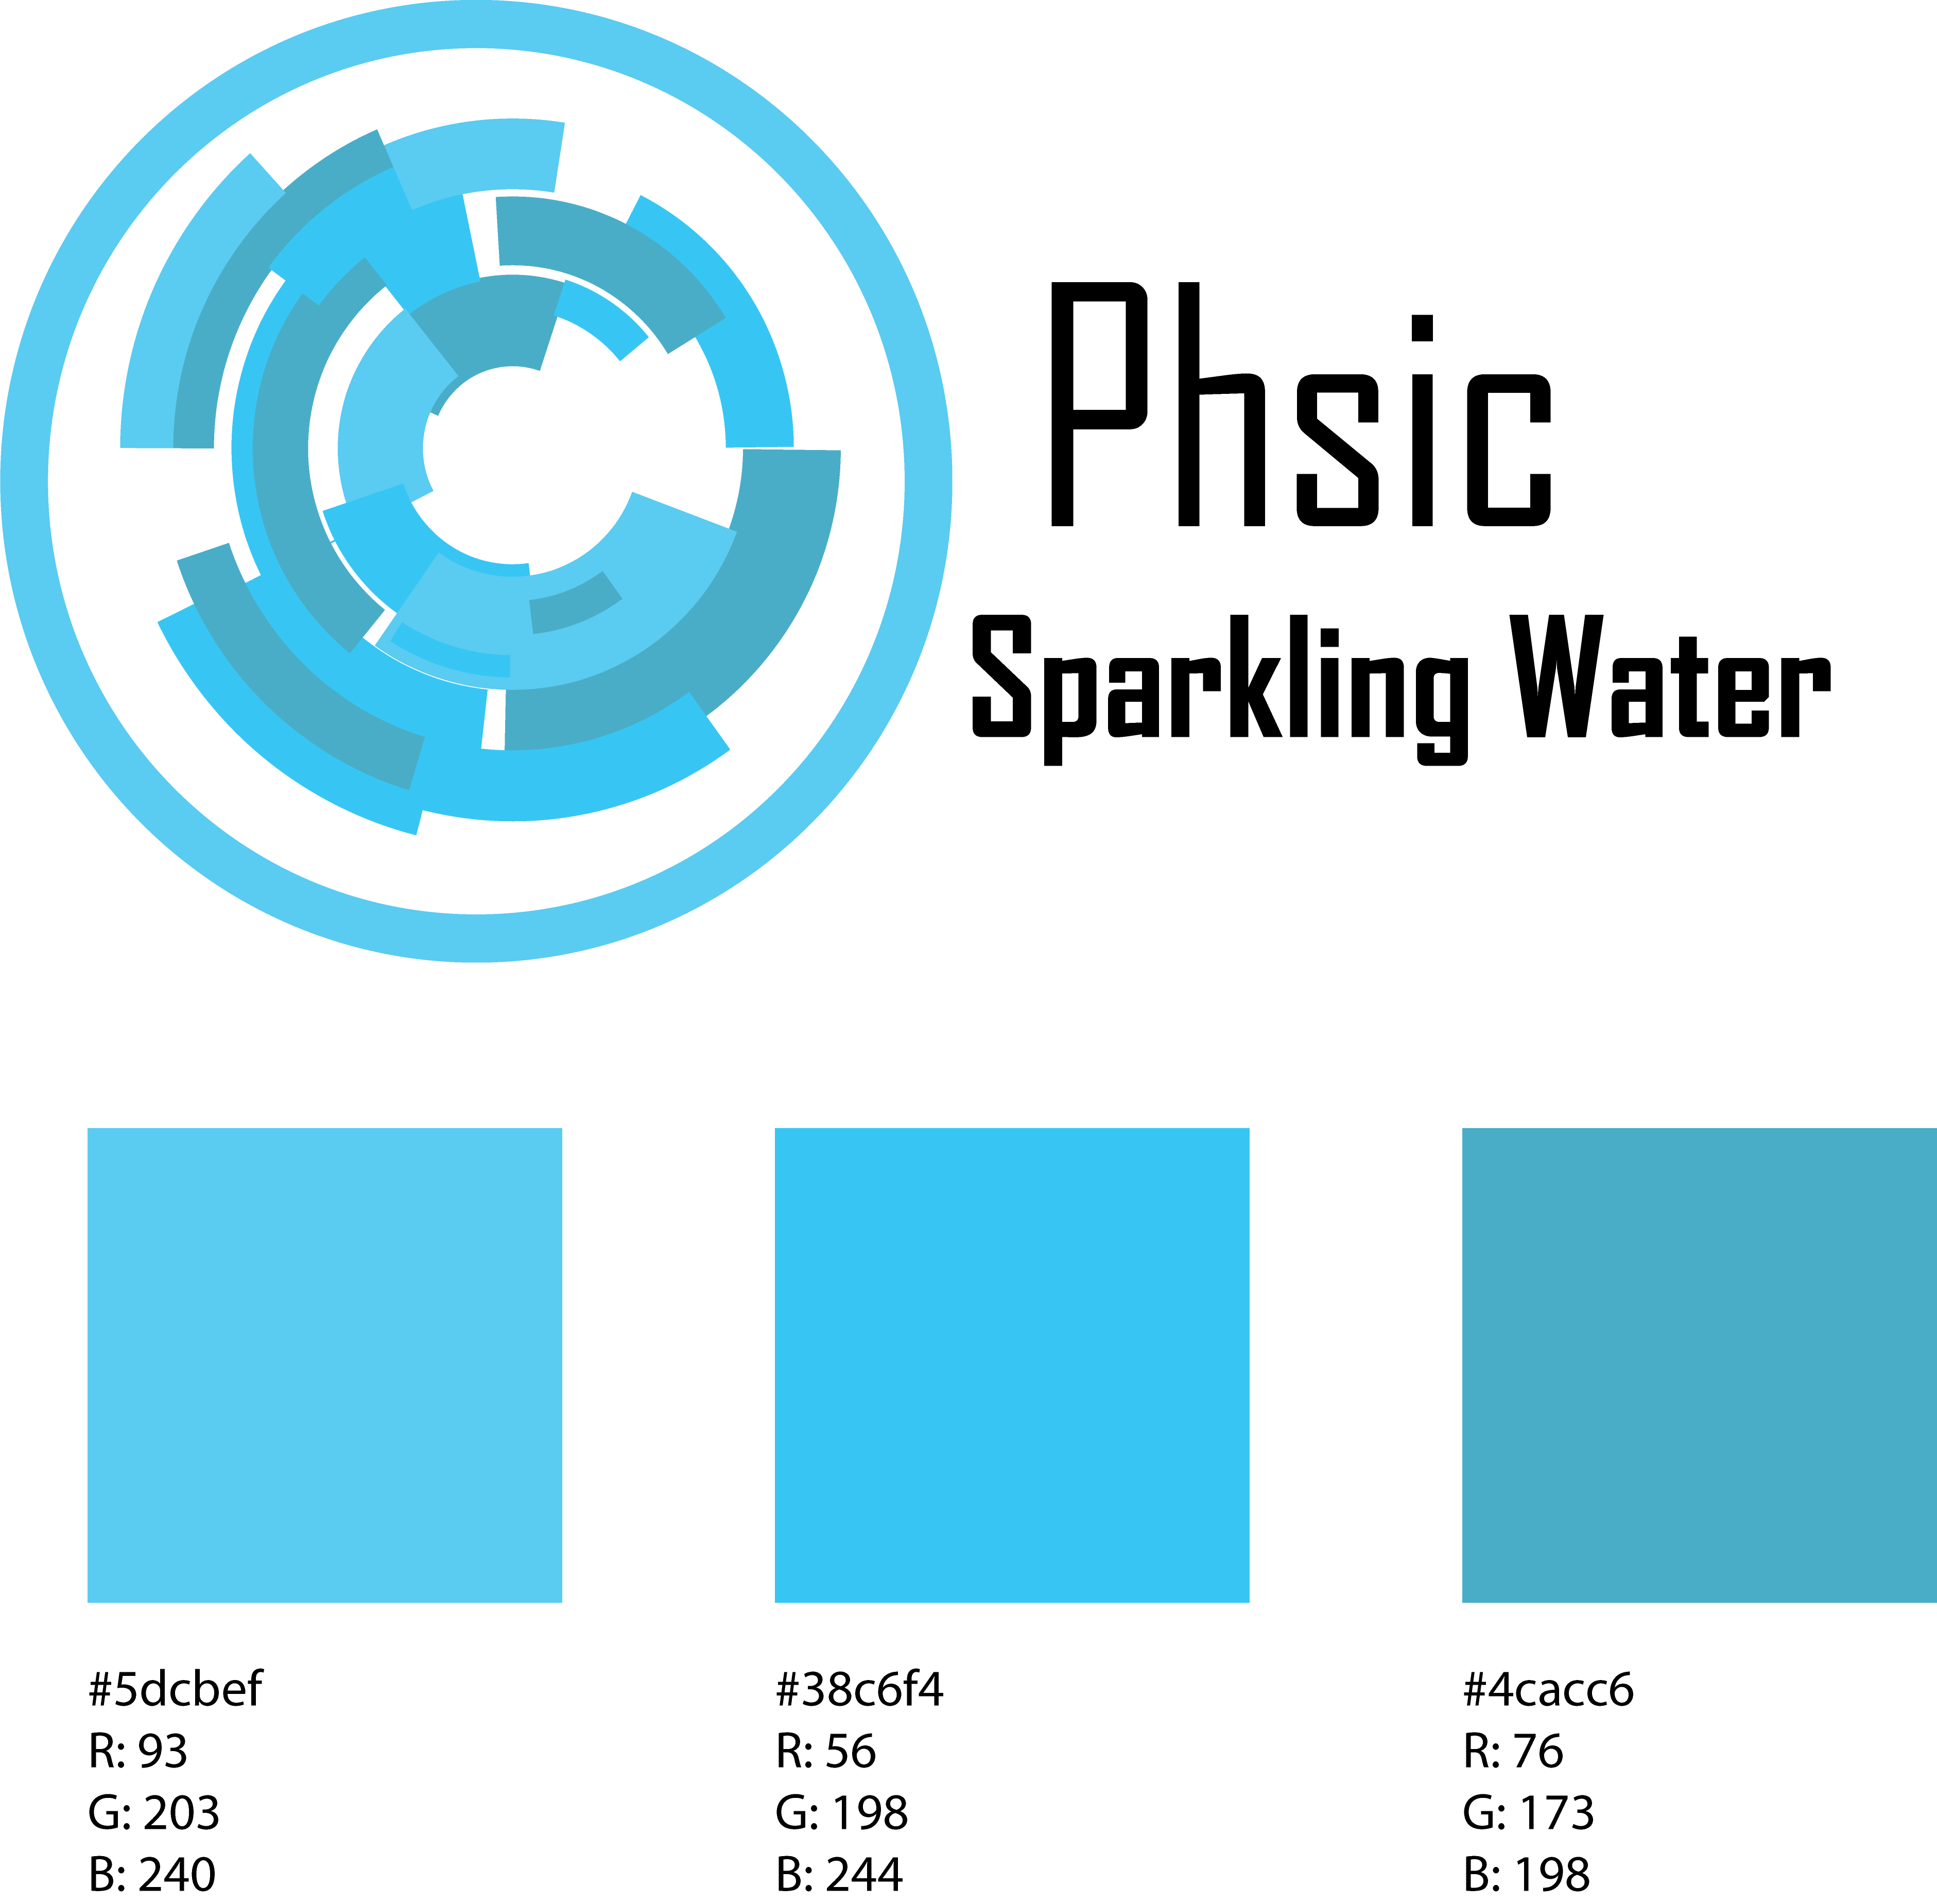 Phsic
Sparkling Water
#5dcbef
R: 93
G: 203
B: 240
#38c6f4
R: 56
G: 198
B: 244
#4cacc6
R: 76
G: 173
B: 198